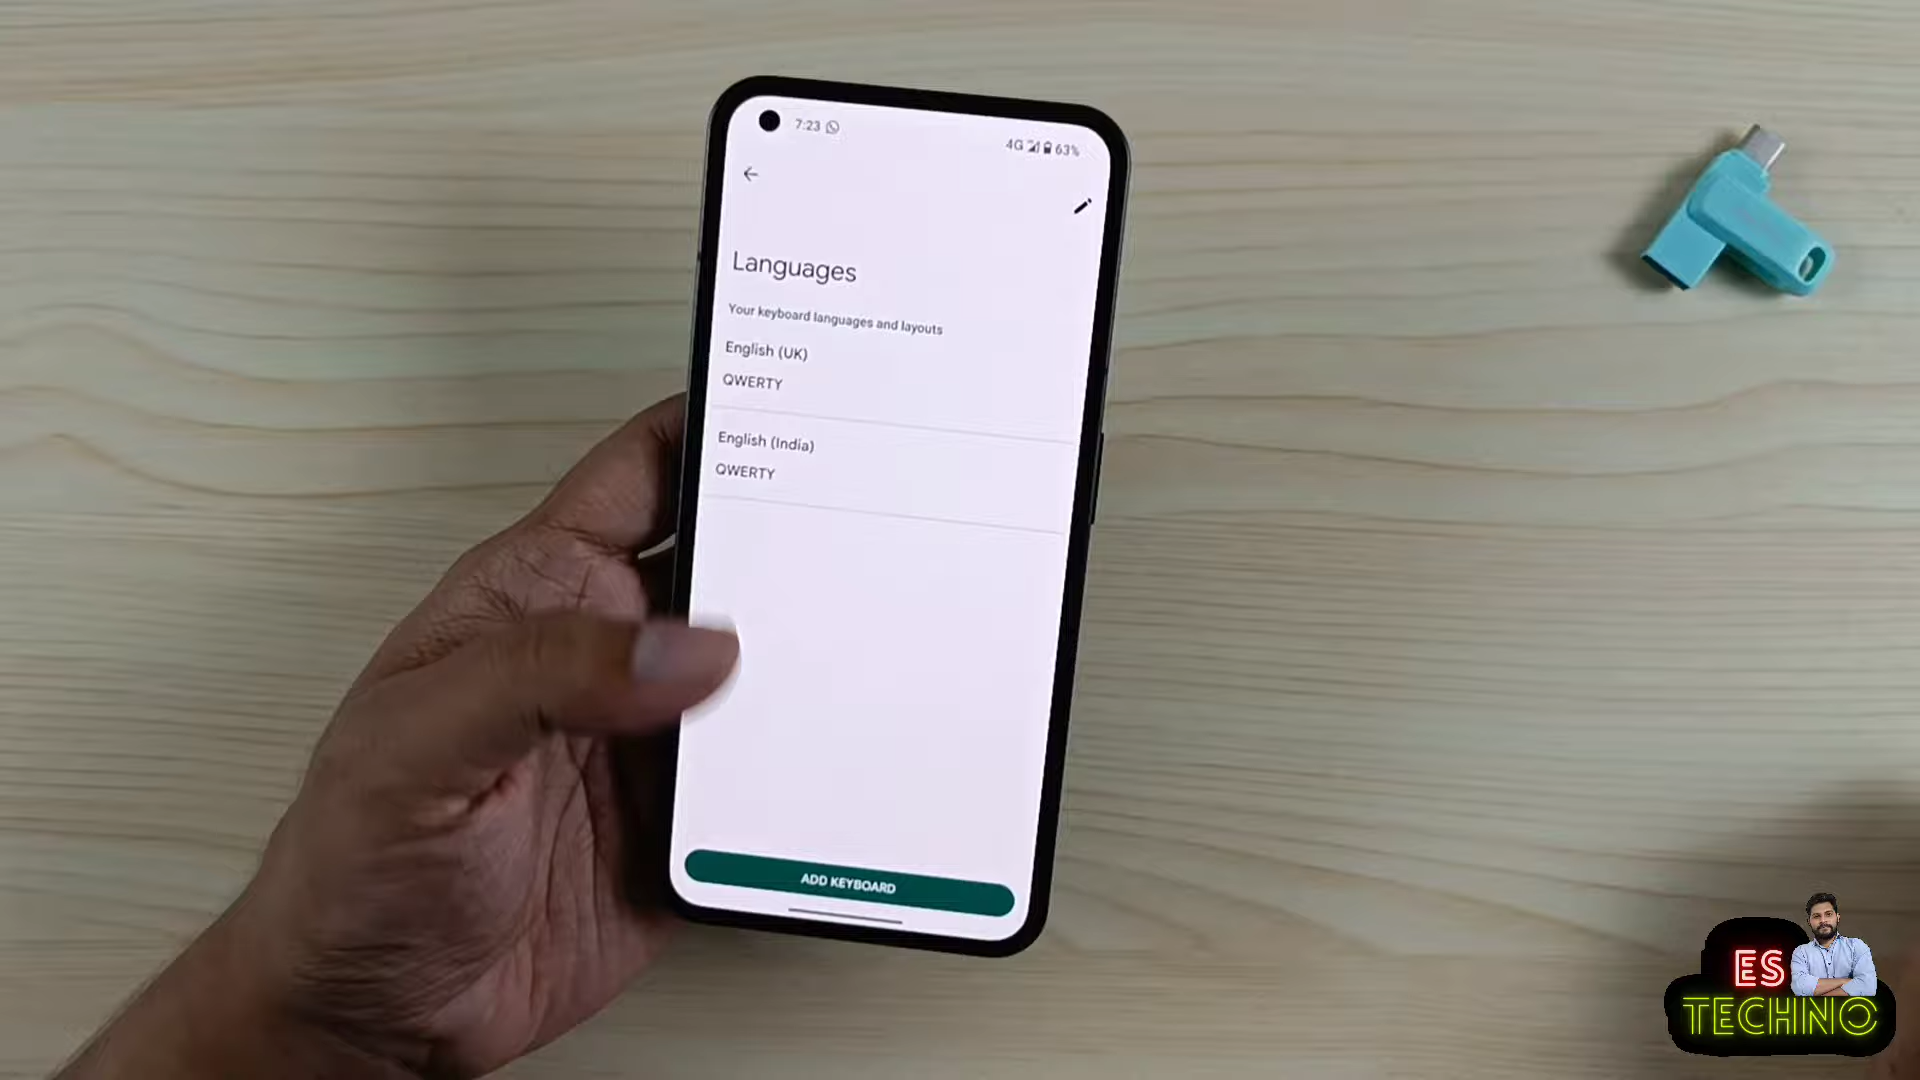 7:23
4G 63%
Languages
Your keyboard languages and layouts
English (UK)
QWERTY
English (India)
QWERTY
ADD KEYBOARD
ES
TECHNO